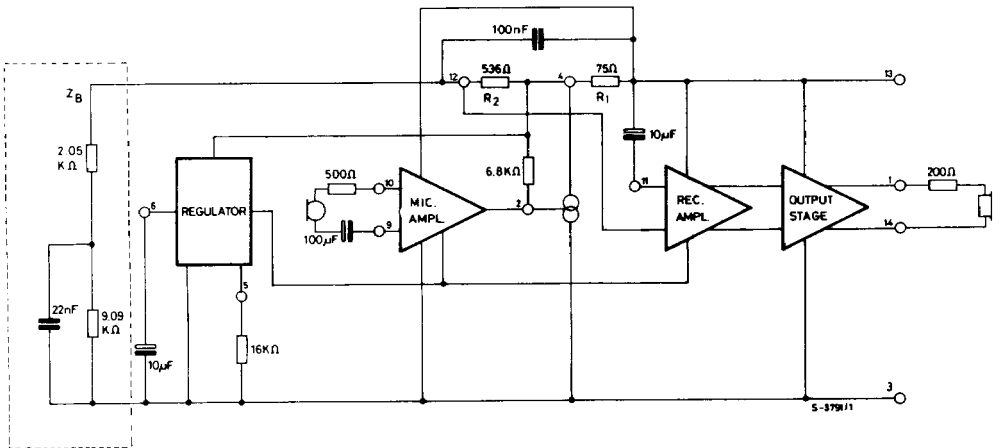 100nF
12
536Ω
R2
4
75Ω
R1
13
ZB
2.05
KΩ
22nF
9.09
KΩ
6
10µF
REGULATOR
5
16KΩ
500Ω
10
100µF
9
MIC.
AMPL.
6.8KΩ
2
10µF
11
REC.
AMPL.
OUTPUT
STAGE
1
200Ω
14
3
S-3791/1